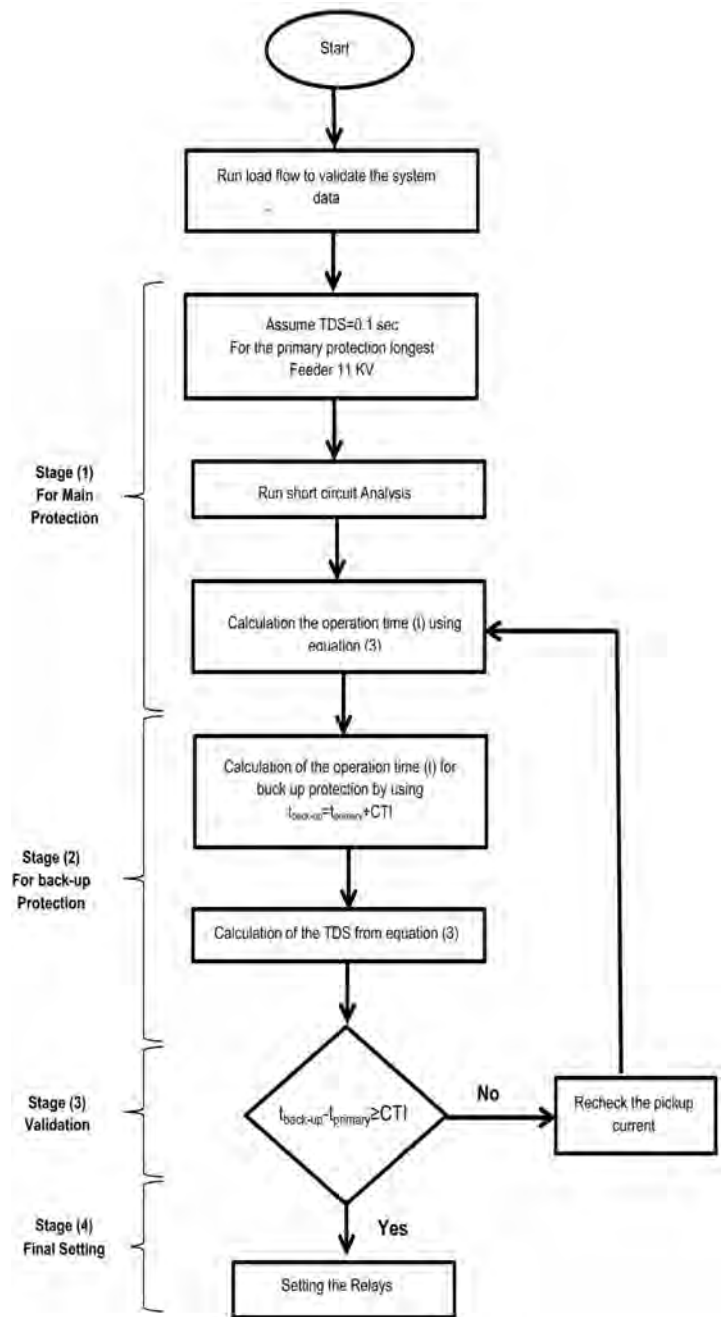 Start
Run load flow to validate the system
data
Assume TDS=0.1 sec
For the primary protection longest
Feeder 11 KV
Stage (1)
For Main
Protection
Run short circuit Analysis
Calculation the operation time (t) using
equation (3)
Calculation of the operation time (t) for
buck up protection by using
t_back-up=t_primary+CTI
Stage (2)
For back-up
Protection
Calculation of the TDS from equation (3)
Stage (3)
Validation
t_back-up-t_primary≥CTI
No
Recheck the pickup
current
Stage (4)
Final Setting
Yes
Setting the Relays